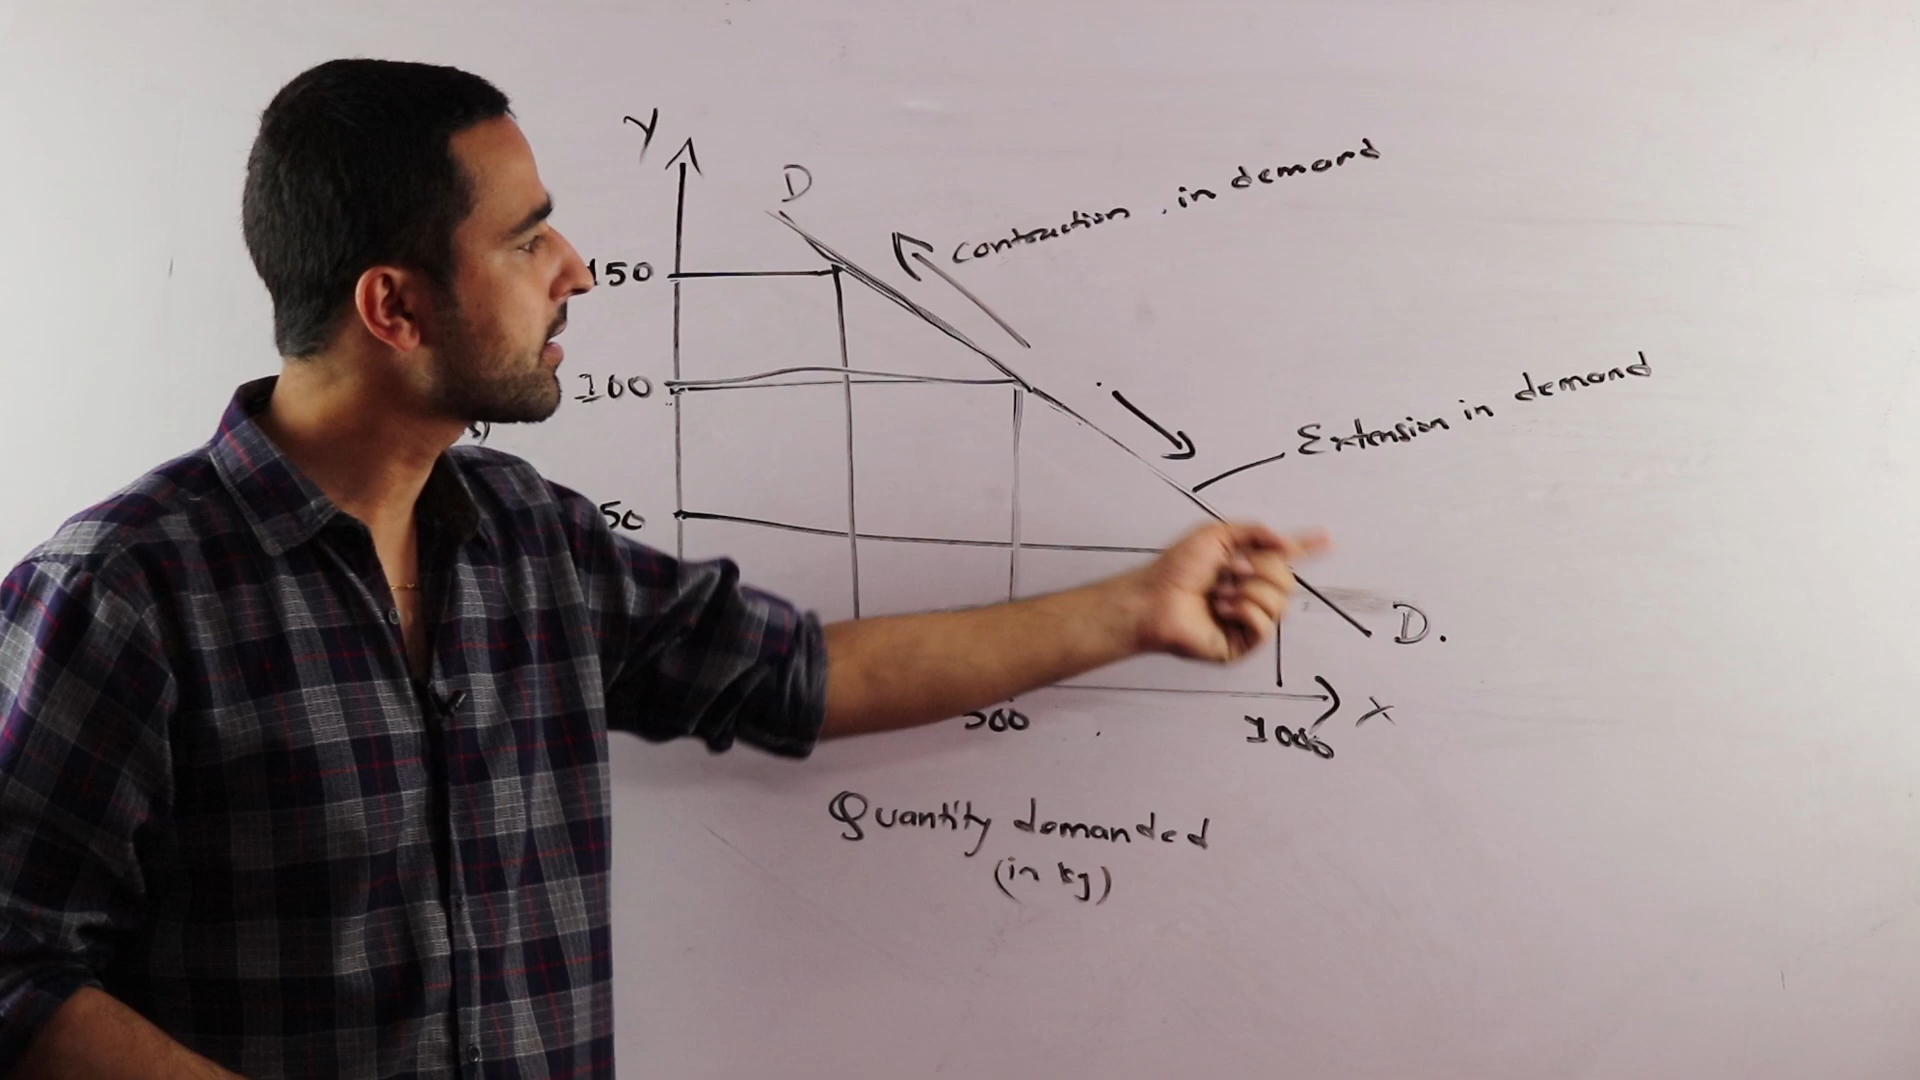 Y
D
Contraction in demand
150
100
Extension in demand
50
D.
500
1000
X
Quantity demanded
(in kg)